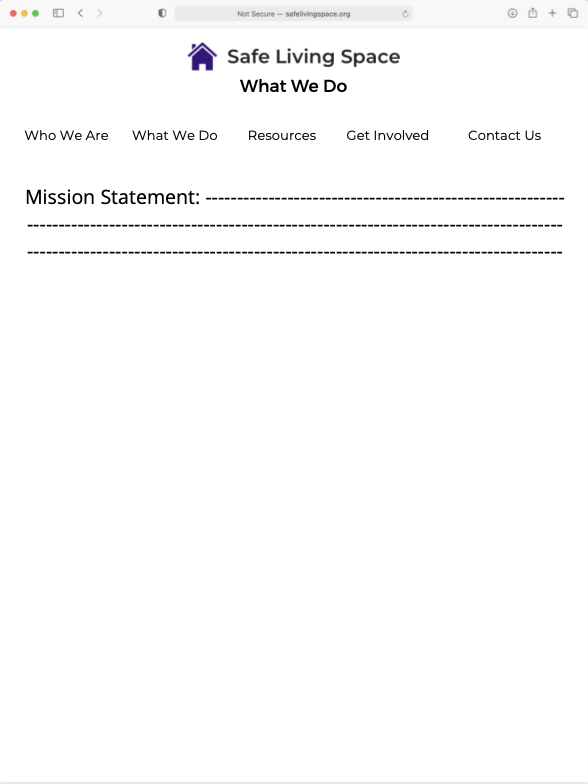 Not Secure — safelivingspace.org
Safe Living Space
What We Do
Who We Are What We Do Resources Get Involved Contact Us
Mission Statement: ---------------------------------------------------------
-------------------------------------------------------------------------------------
-------------------------------------------------------------------------------------